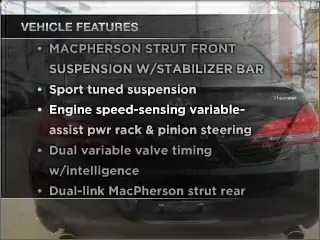 VEHICLE FEATURES
• MACPHERSON STRUT FRONT
SUSPENSION W/STABILIZER BAR
• Sport tuned suspension
• Engine speed-sensing variable-
assist pwr rack & pinion steering
• Dual variable valve timing
w/intelligence
• Dual-link MacPherson strut rear